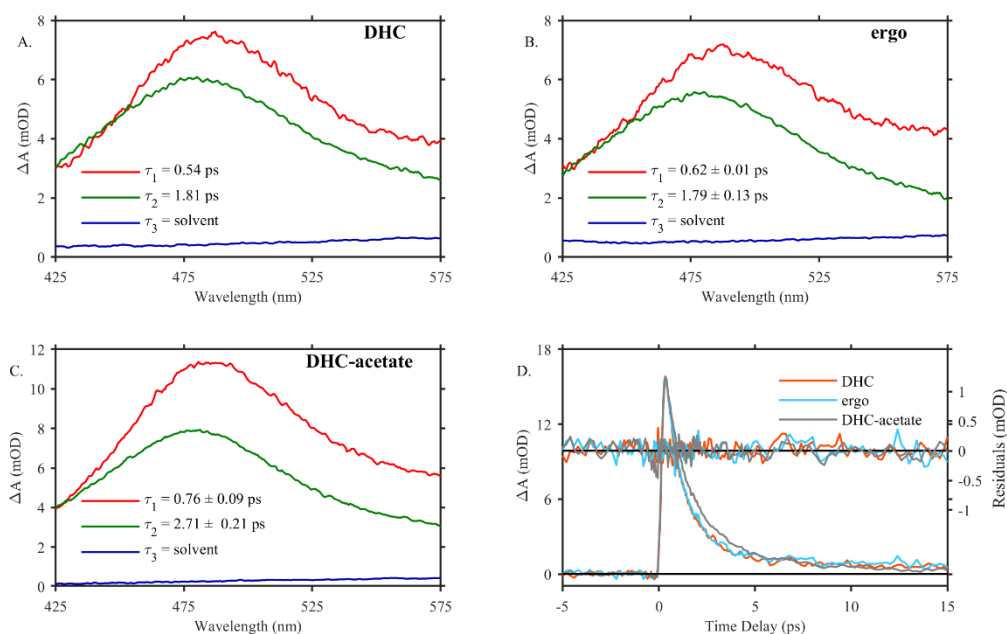 A. DHC
8
6
4
2
0
ΔA (mOD)
τ1 = 0.54 ps
τ2 = 1.81 ps
τ3 = solvent
425 475 525 575
Wavelength (nm)
B. ergo
8
6
4
2
0
ΔA (mOD)
τ1 = 0.62 ± 0.01 ps
τ2 = 1.79 ± 0.13 ps
τ3 = solvent
425 475 525 575
Wavelength (nm)
C. DHC-acetate
12
10
8
6
4
2
0
ΔA (mOD)
τ1 = 0.76 ± 0.09 ps
τ2 = 2.71 ± 0.21 ps
τ3 = solvent
425 475 525 575
Wavelength (nm)
D.
18
12
6
0
ΔA (mOD)
DHC
ergo
DHC-acetate
1
0.5
0
-0.5
-1
Residuals (mOD)
-5 0 5 10 15
Time Delay (ps)